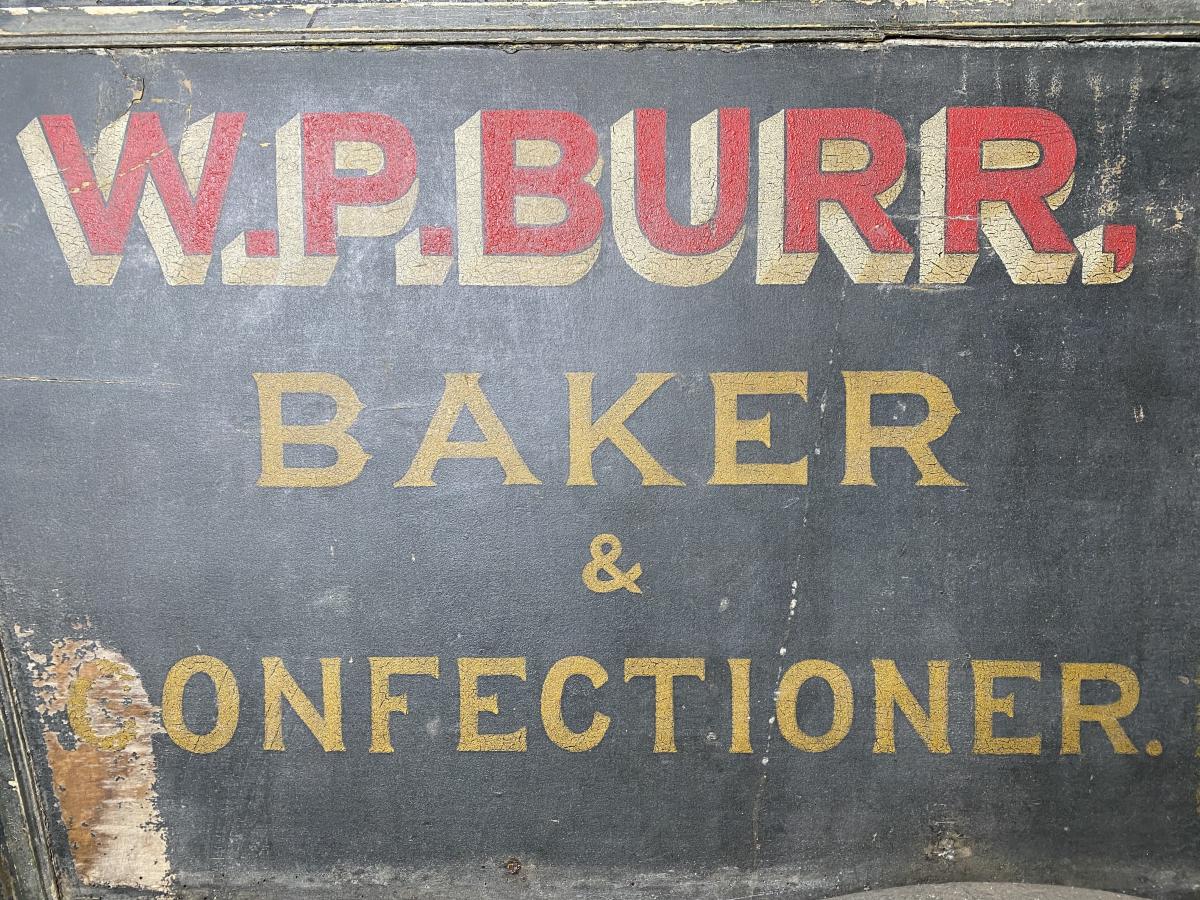 W.P.BURR,
BAKER
&
CONFECTIONER.